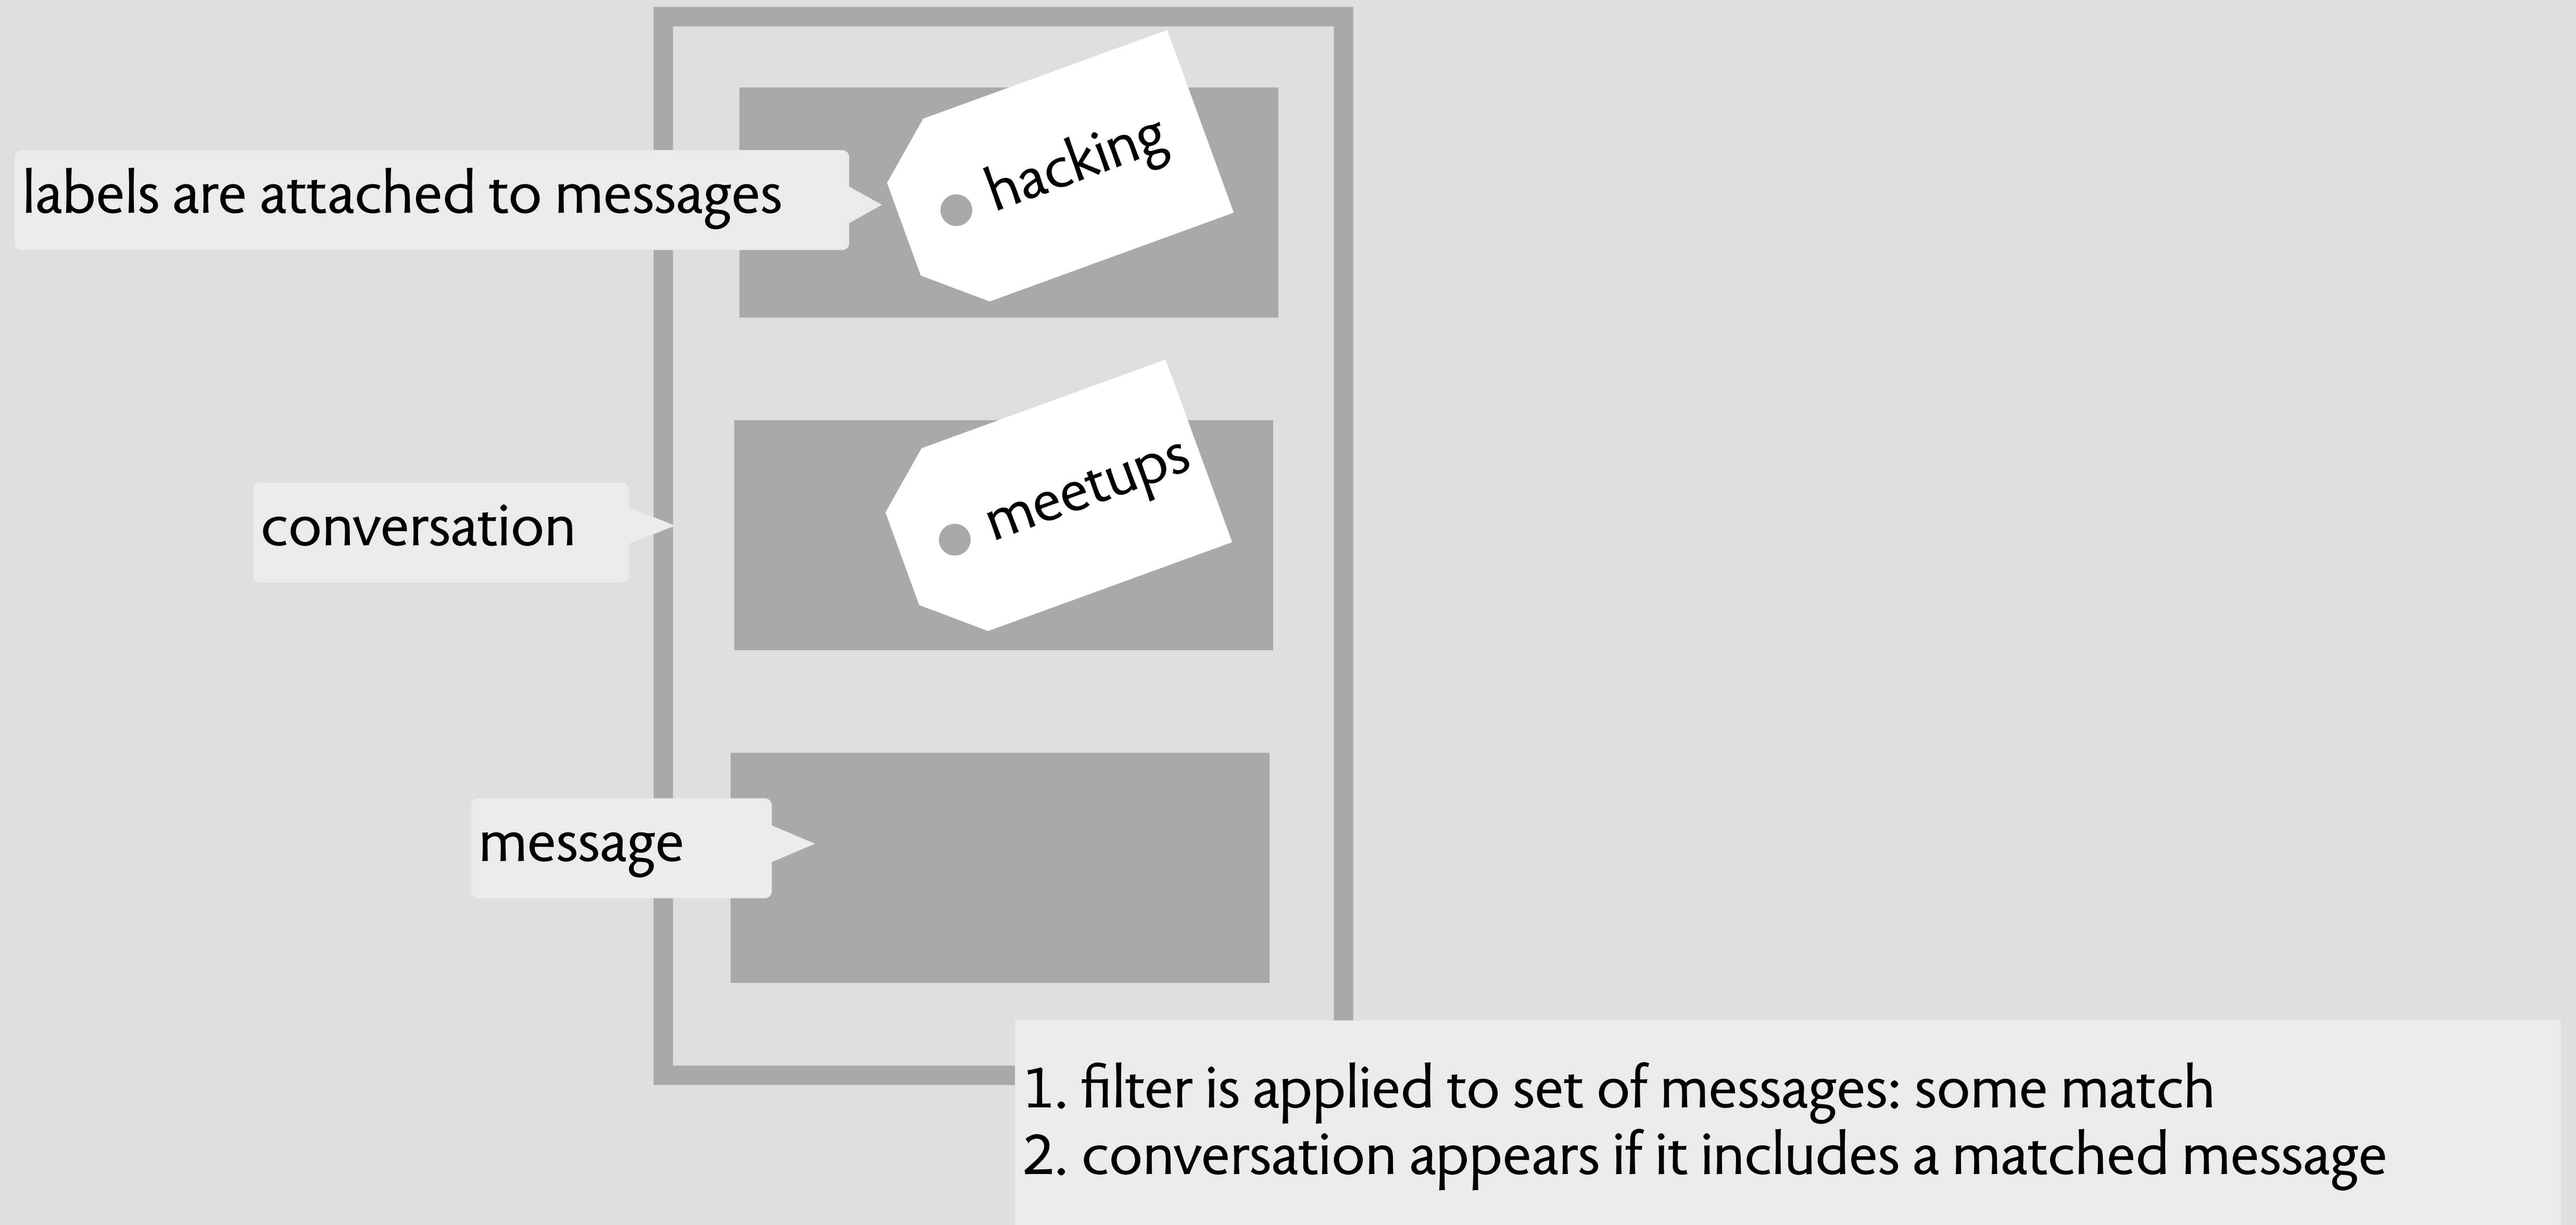 hacking
labels are attached to messages
meetups
conversation
message
1. filter is applied to set of messages: some match
2. conversation appears if it includes a matched message